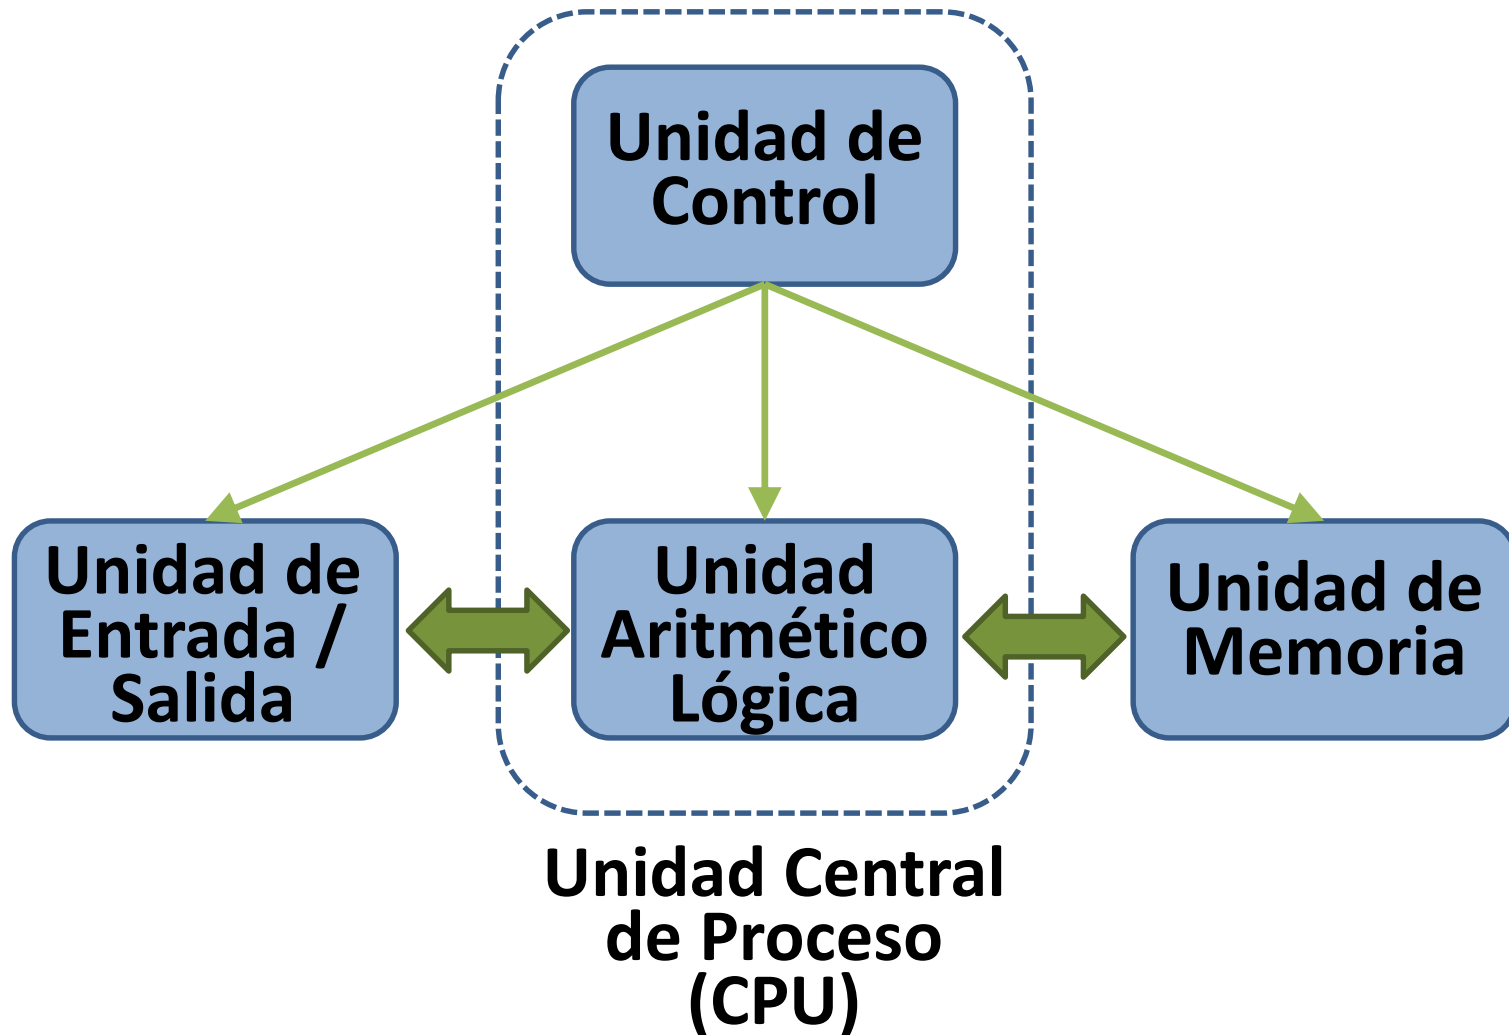 Unidad de
Control
Unidad de
Entrada /
Salida
Unidad
Aritmético
Lógica
Unidad de
Memoria
Unidad Central
de Proceso
(CPU)